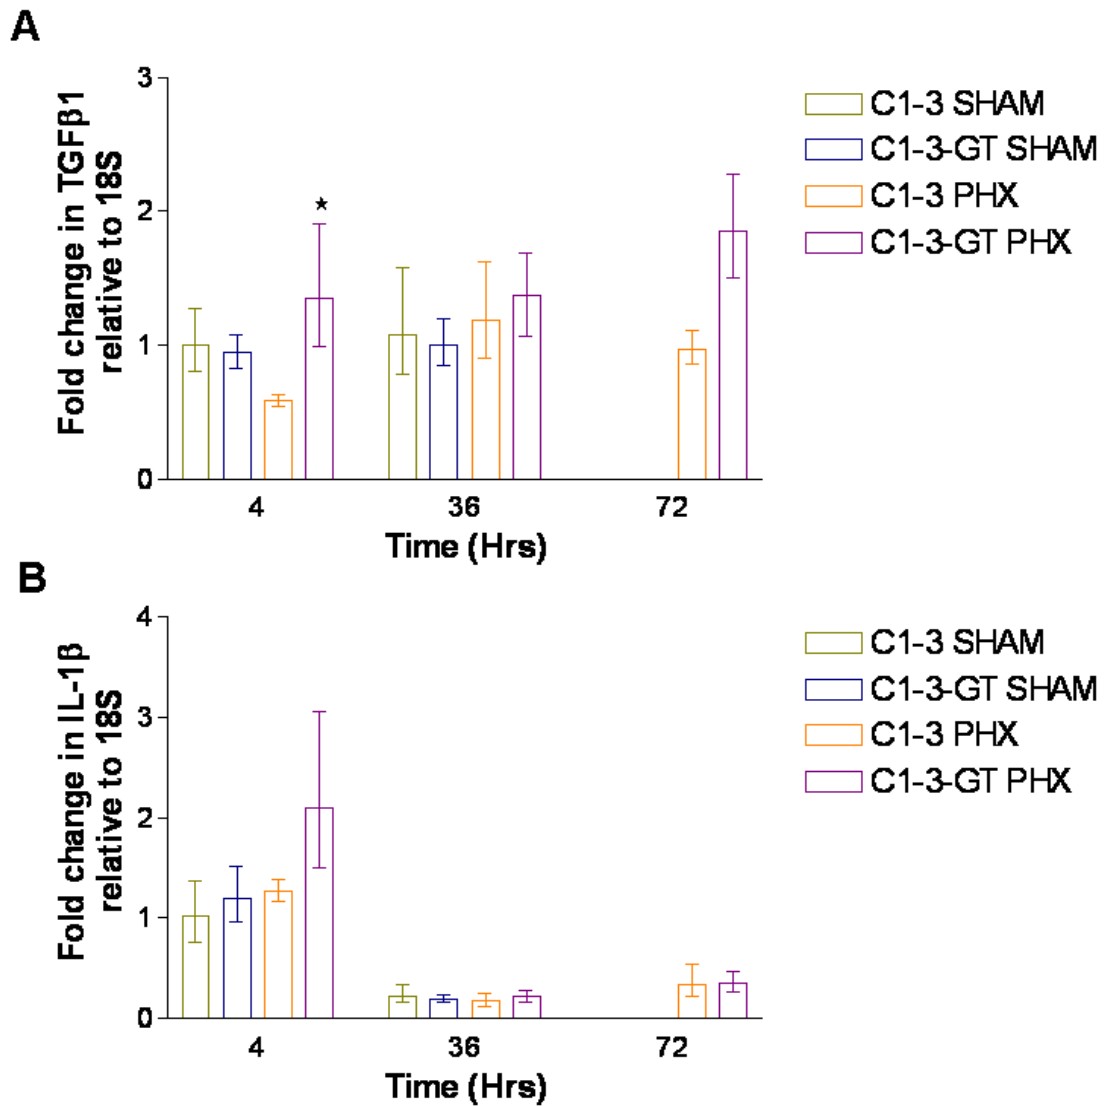 A
Fold change in TGFβ1
relative to 18S
3
2
1
0
★
4
36
72
Time (Hrs)
C1-3 SHAM
C1-3-GT SHAM
C1-3 PHX
C1-3-GT PHX
B
Fold change in IL-1β
relative to 18S
4
3
2
1
0
4
36
72
Time (Hrs)
C1-3 SHAM
C1-3-GT SHAM
C1-3 PHX
C1-3-GT PHX